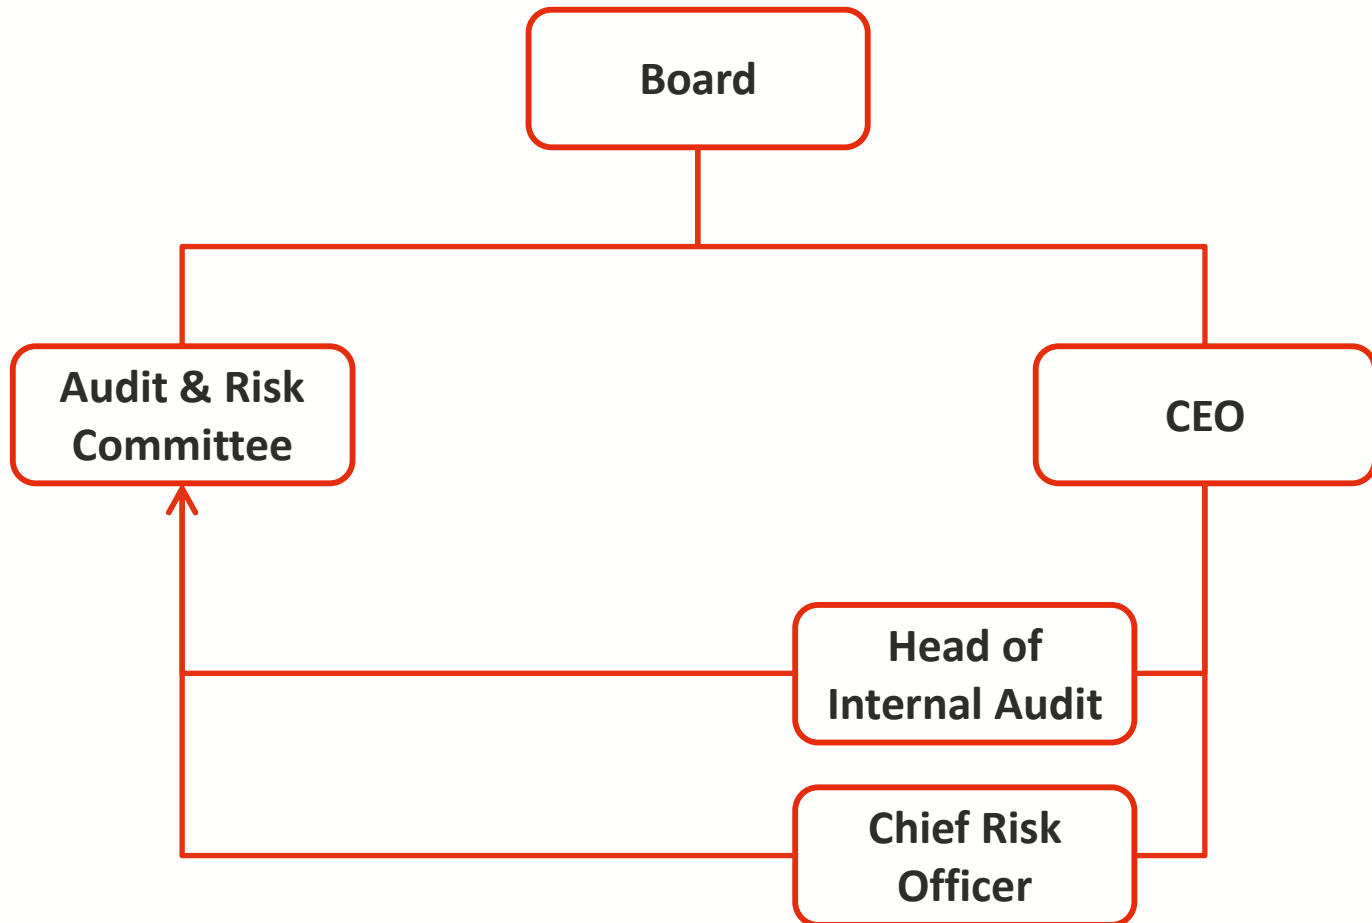 Board
Audit & Risk
Committee
CEO
Head of
Internal Audit
Chief Risk
Officer